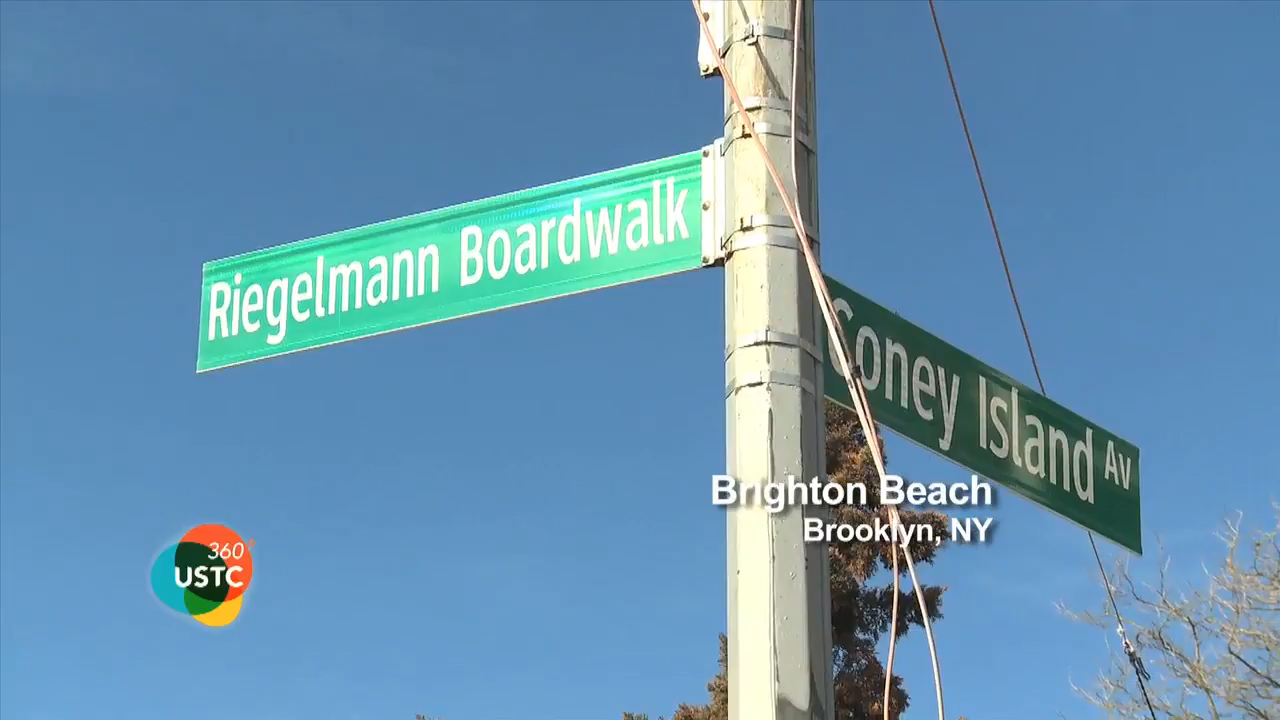 Riegelmann Boardwalk
Coney Island Av
Brighton Beach
Brooklyn, NY
360°
USTC